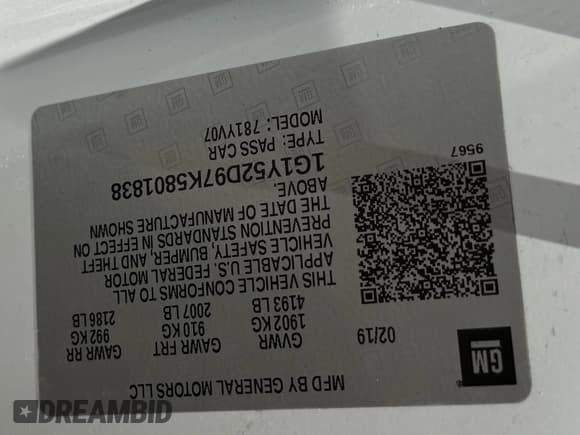 MFD BY GENERAL MOTORS LLC
02/19
GM
GVWR GAWR FRT GAWR RR
1902 KG 910 KG 992 KG
4193 LB 2007 LB 2186 LB
THIS VEHICLE CONFORMS TO ALL
APPLICABLE U.S. FEDERAL MOTOR
VEHICLE SAFETY, BUMPER, AND THEFT
PREVENTION STANDARDS IN EFFECT ON
THE DATE OF MANUFACTURE SHOWN
ABOVE.
1G1Y52D97K5801838
TYPE: PASS CAR
MODEL: 781YV07
9567
GM
DREAMBID